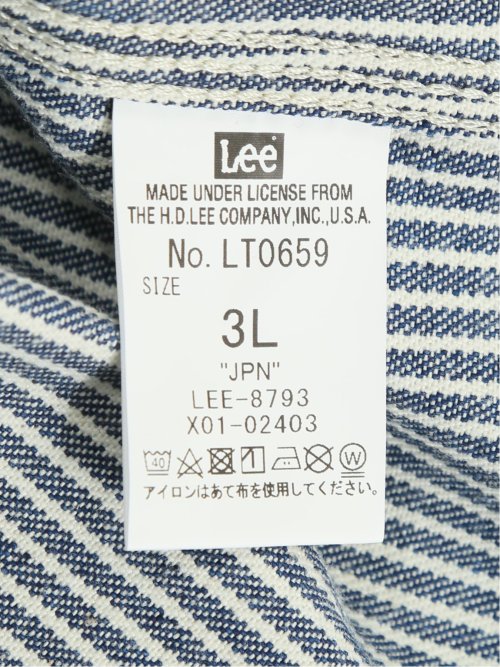 Lee
MADE UNDER LICENSE FROM
THE H.D.LEE COMPANY,INC.,U.S.A.
No. LT0659
SIZE
3L
"JPN"
LEE-8793
X01-02403
40 W
アイロンはあて布を使用してください。